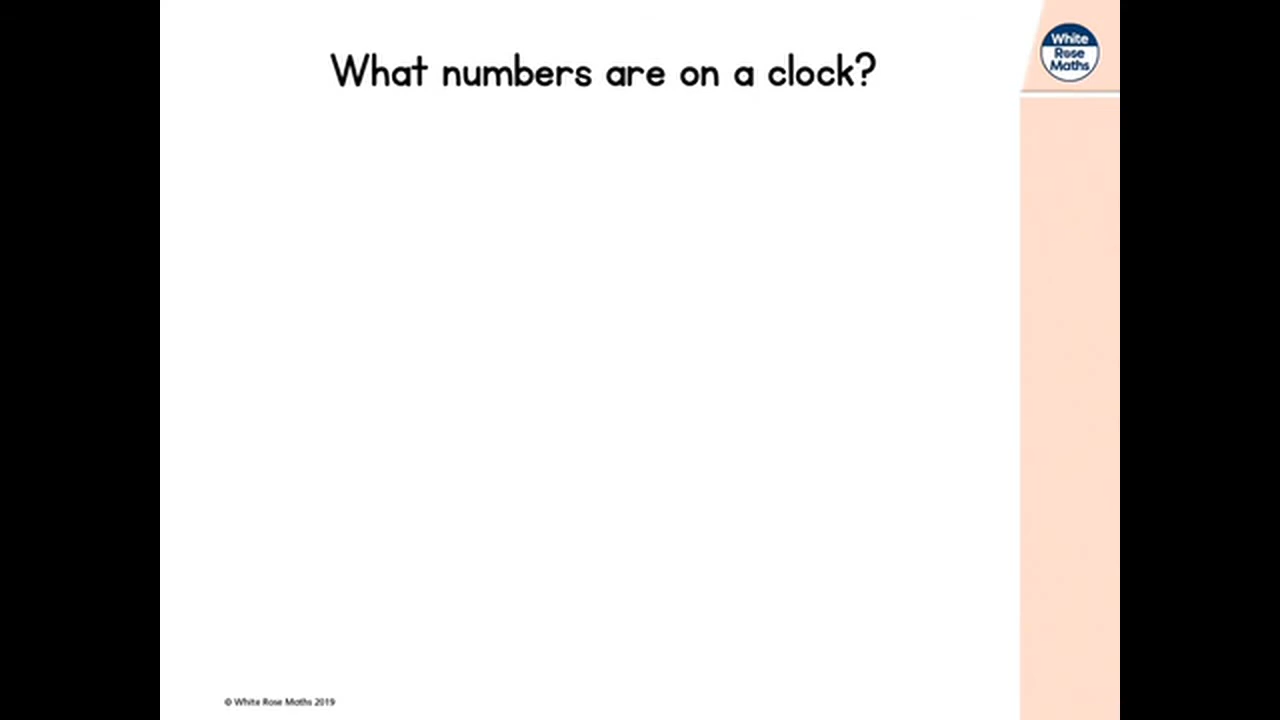 What numbers are on a clock?
White
Rose
Maths
© White Rose Maths 2019